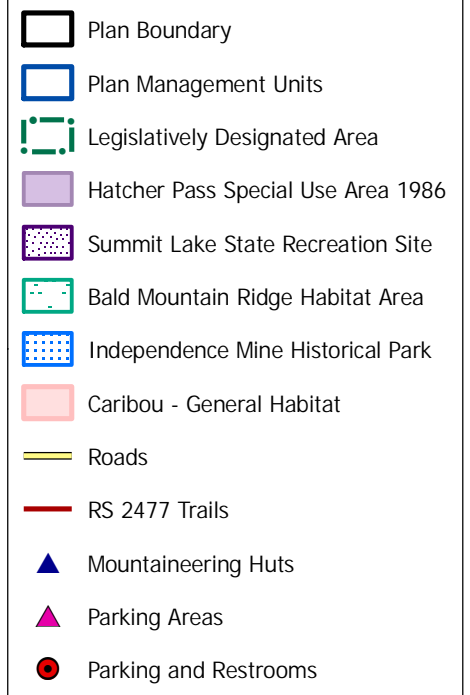 Plan Boundary
Plan Management Units
Legislatively Designated Area
Hatcher Pass Special Use Area 1986
Summit Lake State Recreation Site
Bald Mountain Ridge Habitat Area
Independence Mine Historical Park
Caribou - General Habitat
Roads
RS 2477 Trails
Mountaineering Huts
Parking Areas
Parking and Restrooms